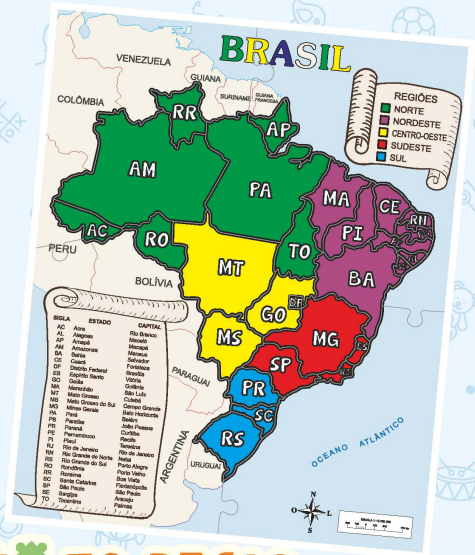 BRASIL
VENEZUELA
GUIANA
SURINAME
GUIANA
FRANCESA
COLÔMBIA
REGIÕES
NORTE
NORDESTE
CENTRO-OESTE
SUDESTE
SUL
RR
AP
AM
PA
MA
CE
RN
PI
AC
RO
TO
PERU
BOLÍVIA
MT
BA
DF
GO
MG
MS
SP
PARAGUAI
PR
SC
RS
ARGENTINA
URUGUAI
OCEANO ATLÂNTICO
SIGLA ESTADO CAPITAL
AC Acre Rio Branco
AL Alagoas Maceió
AP Amapá Macapá
AM Amazonas Manaus
BA Bahia Salvador
CE Ceará Fortaleza
DF Distrito Federal Brasília
ES Espírito Santo Vitória
GO Goiás Goiânia
MA Maranhão São Luís
MT Mato Grosso Cuiabá
MS Mato Grosso do Sul Campo Grande
MG Minas Gerais Belo Horizonte
PA Pará Belém
PB Paraíba João Pessoa
PR Paraná Curitiba
PE Pernambuco Recife
PI Piauí Teresina
RJ Rio de Janeiro Rio de Janeiro
RN Rio Grande do Norte Natal
RS Rio Grande do Sul Porto Alegre
RO Rondônia Porto Velho
RR Roraima Boa Vista
SC Santa Catarina Florianópolis
SP São Paulo São Paulo
SE Sergipe Aracaju
TO Tocantins Palmas
N
O L
S